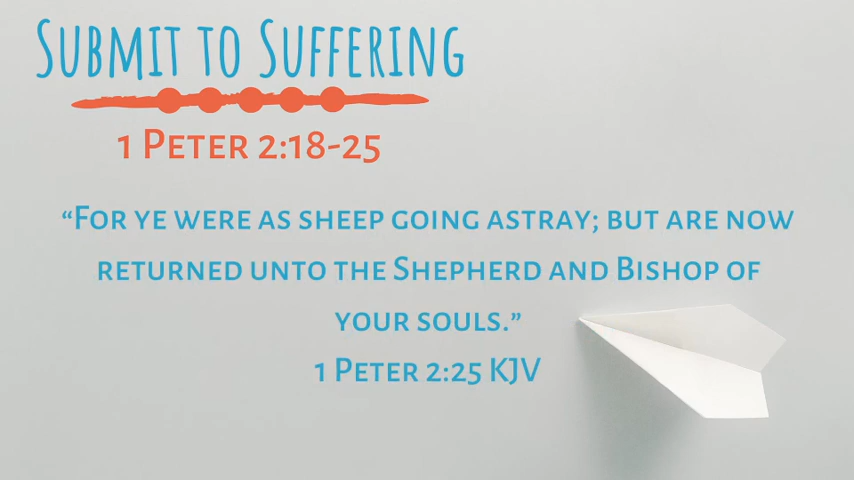 Submit to Suffering
1 Peter 2:18-25
“For ye were as sheep going astray; but are now
returned unto the Shepherd and Bishop of
your souls.”
1 Peter 2:25 KJV